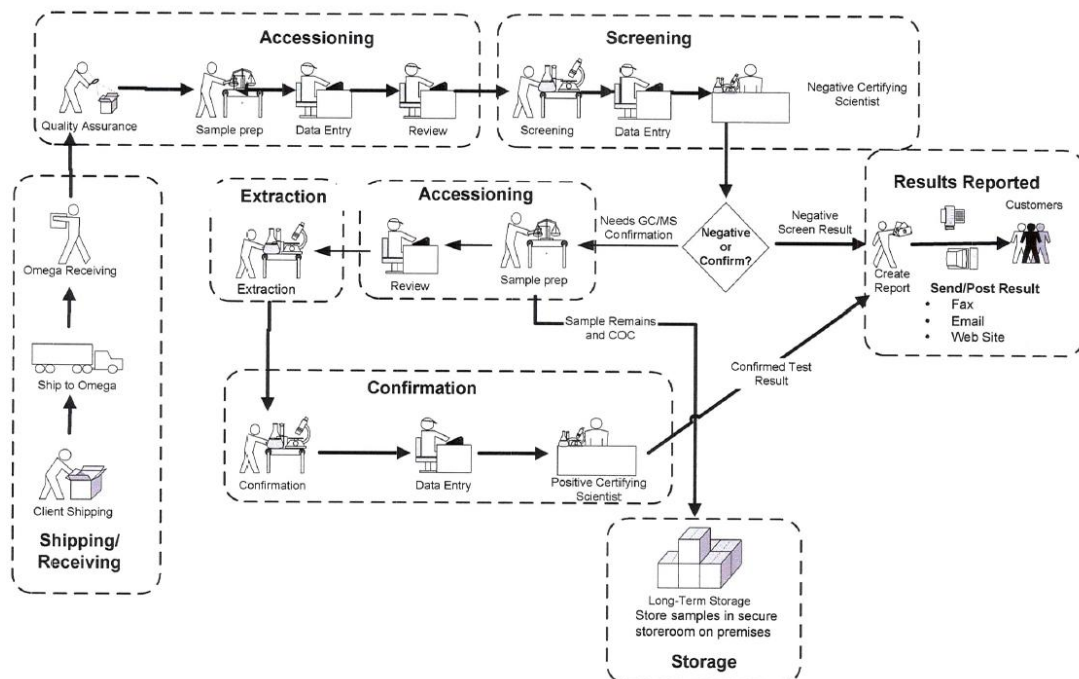 Accessioning
Quality Assurance
Sample prep
Data Entry
Review
Screening
Screening
Data Entry
Negative Certifying
Scientist
Shipping/
Receiving
Client Shipping
Ship to Omega
Omega Receiving
Negative
or
Confirm?
Needs GC/MS
Confirmation
Negative
Screen Result
Accessioning
Sample prep
Review
Extraction
Extraction
Sample Remains
and COC
Confirmation
Confirmation
Data Entry
Positive Certifying
Scientist
Confirmed Test
Result
Results Reported
Customers
Create
Report
Send/Post Result
• Fax
• Email
• Web Site
Long-Term Storage
Store samples in secure
storeroom on premises
Storage